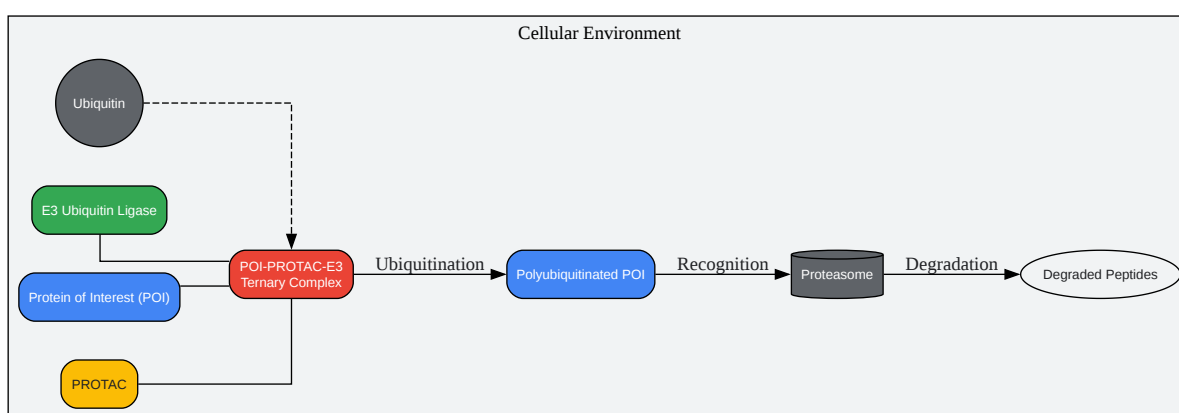 Cellular Environment
Ubiquitin
E3 Ubiquitin Ligase
Protein of Interest (POI)
PROTAC
POI-PROTAC-E3
Ternary Complex
Ubiquitination
Polyubiquitinated POI
Recognition
Proteasome
Degradation
Degraded Peptides